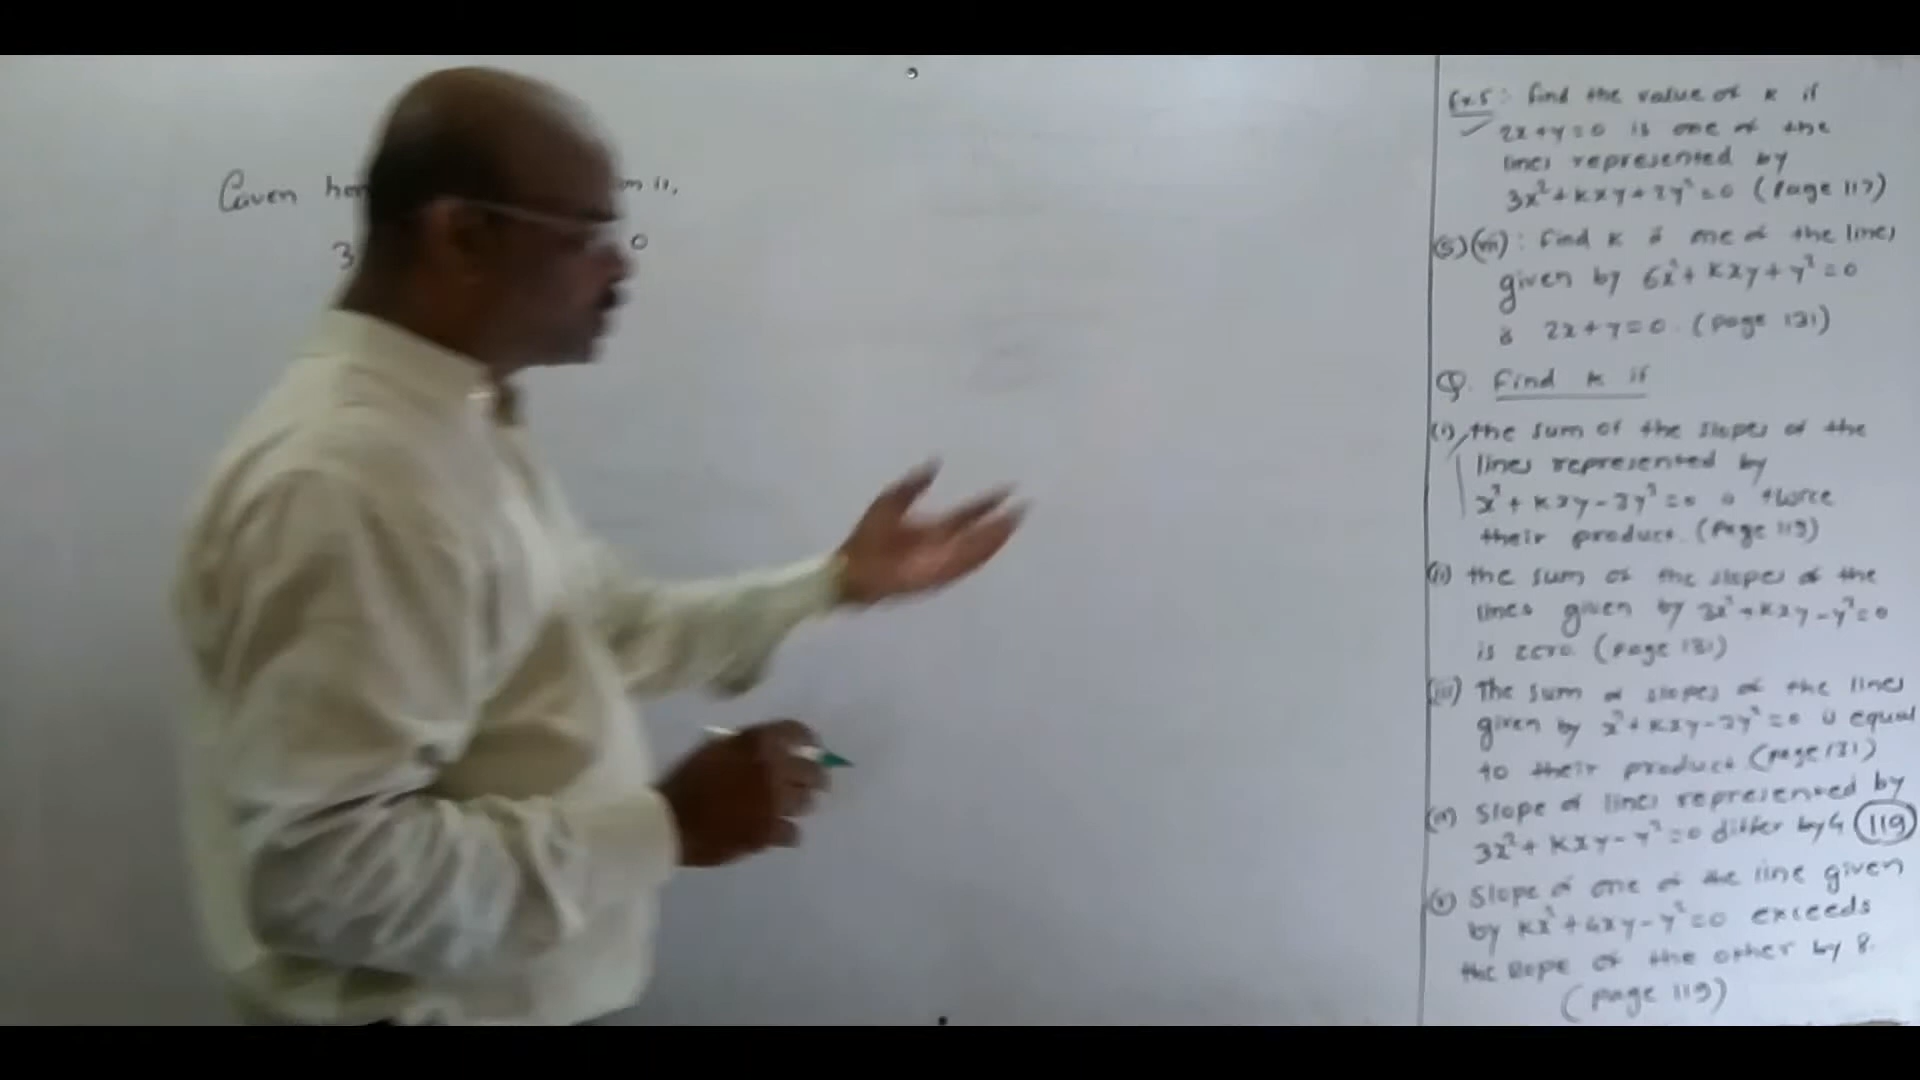 Given hom is,
3 0
Ex.5: Find the value of k if
2x+y=0 is one of the
lines represented by
3x²+kxy+2y²=0 (Page 117)
(5)(iii): Find k if one of the lines
given by 6x²+kxy+y²=0
is 2x+y=0. (page 131)
Q. Find k if
(i) the sum of the slopes of the
lines represented by
x²+kxy-3y²=0 is twice
their product. (Page 119)
(ii) the sum of the slopes of the
lines given by 3x²+kxy-y²=0
is zero (page 131)
(iii) The sum of slopes of the lines
given by x²+kxy-3y²=0 is equal
to their product (page 131)
(iv) Slope of lines represented by
3x²+kxy-y²=0 differ by 4 119
(v) Slope of one of the line given
by kx²+4xy-y²=0 exceeds
the slope of the other by 8.
(page 119)